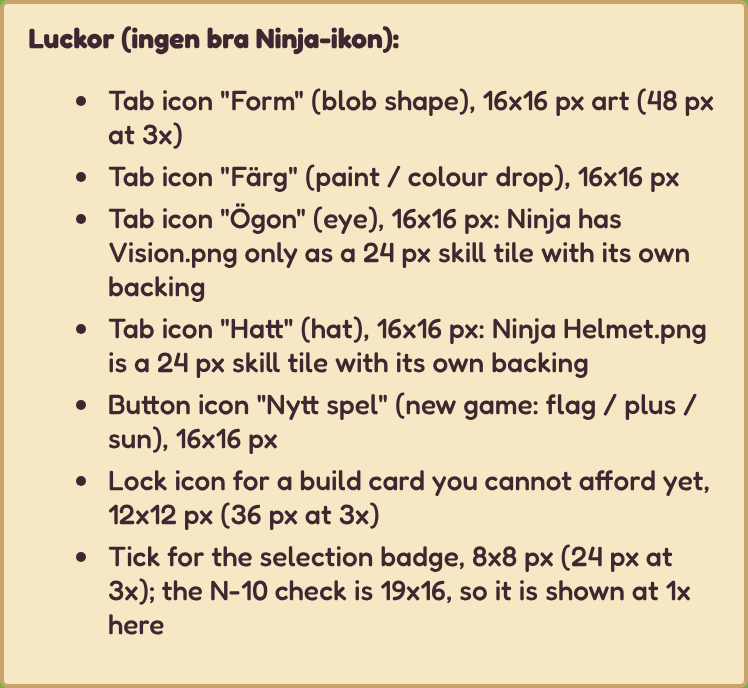 Luckor (ingen bra Ninja-ikon):
• Tab icon "Form" (blob shape), 16x16 px art (48 px
at 3x)
• Tab icon "Färg" (paint / colour drop), 16x16 px
• Tab icon "Ögon" (eye), 16x16 px: Ninja has
Vision.png only as a 24 px skill tile with its own
backing
• Tab icon "Hatt" (hat), 16x16 px: Ninja Helmet.png
is a 24 px skill tile with its own backing
• Button icon "Nytt spel" (new game: flag / plus /
sun), 16x16 px
• Lock icon for a build card you cannot afford yet,
12x12 px (36 px at 3x)
• Tick for the selection badge, 8x8 px (24 px at
3x); the N-10 check is 19x16, so it is shown at 1x
here